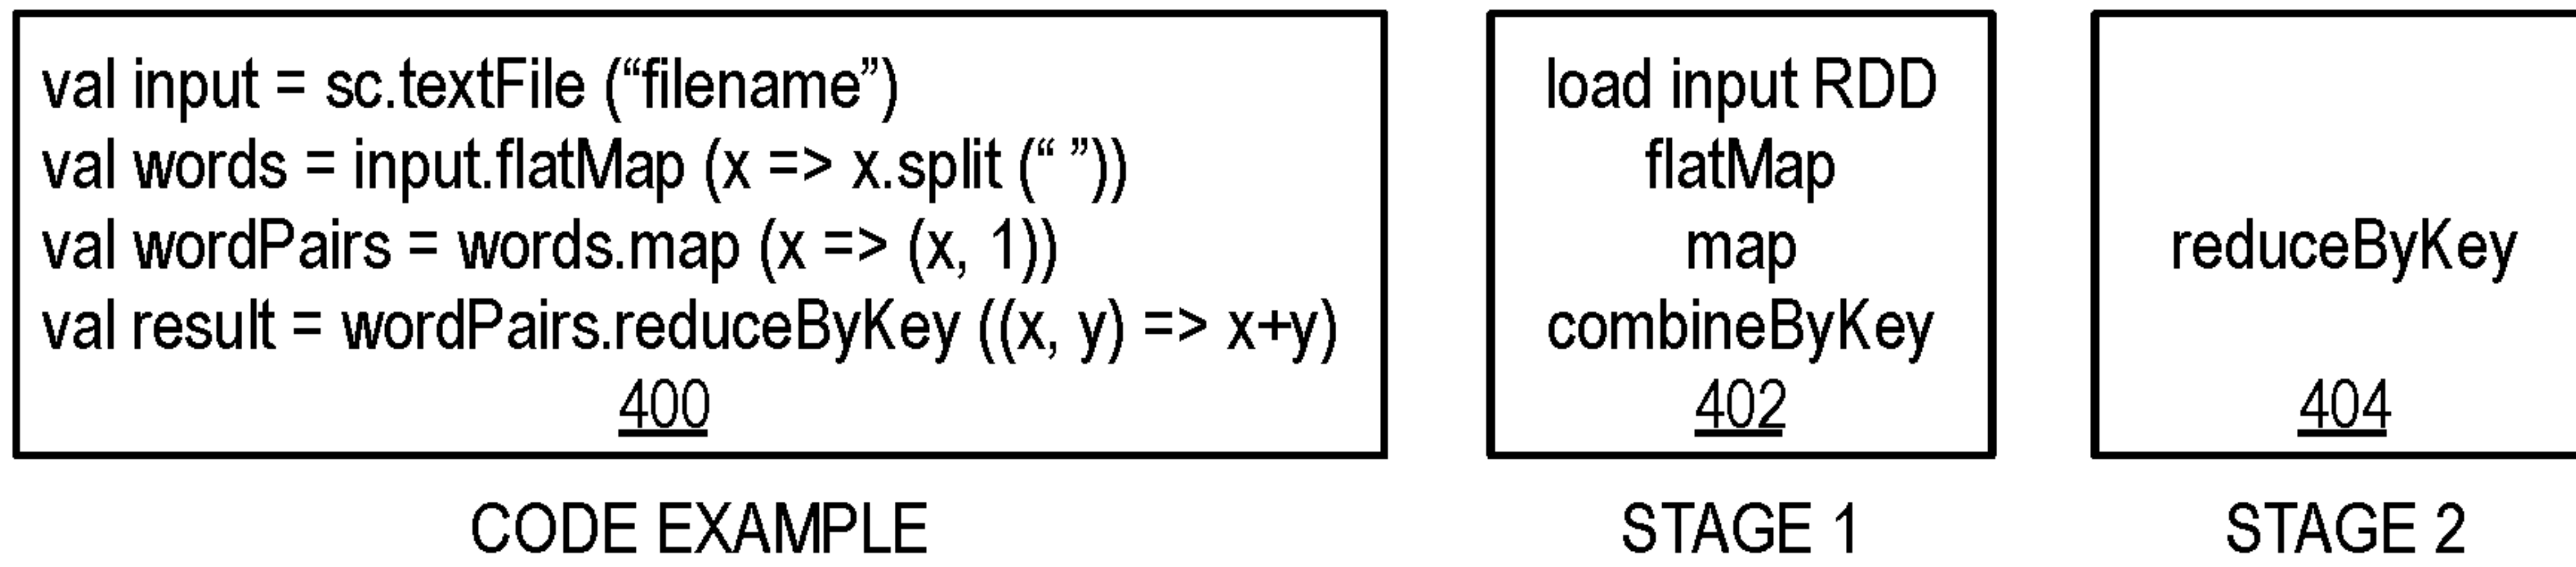 val input = sc.textFile (“filename”)
val words = input.flatMap (x => x.split (“ ”))
val wordPairs = words.map (x => (x, 1))
val result = wordPairs.reduceByKey ((x, y) => x+y)
400
CODE EXAMPLE
load input RDD
flatMap
map
combineByKey
402
STAGE 1
reduceByKey
404
STAGE 2